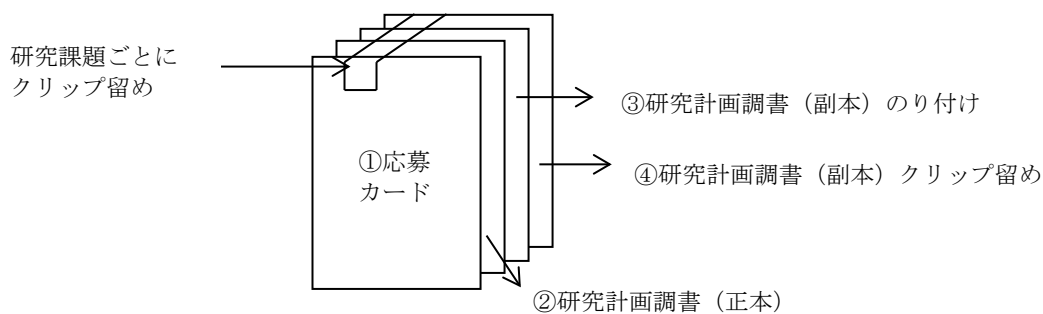 研究課題ごとに
クリップ留め
①応募
カード
③研究計画調書（副本）のり付け
④研究計画調書（副本）クリップ留め
②研究計画調書（正本）